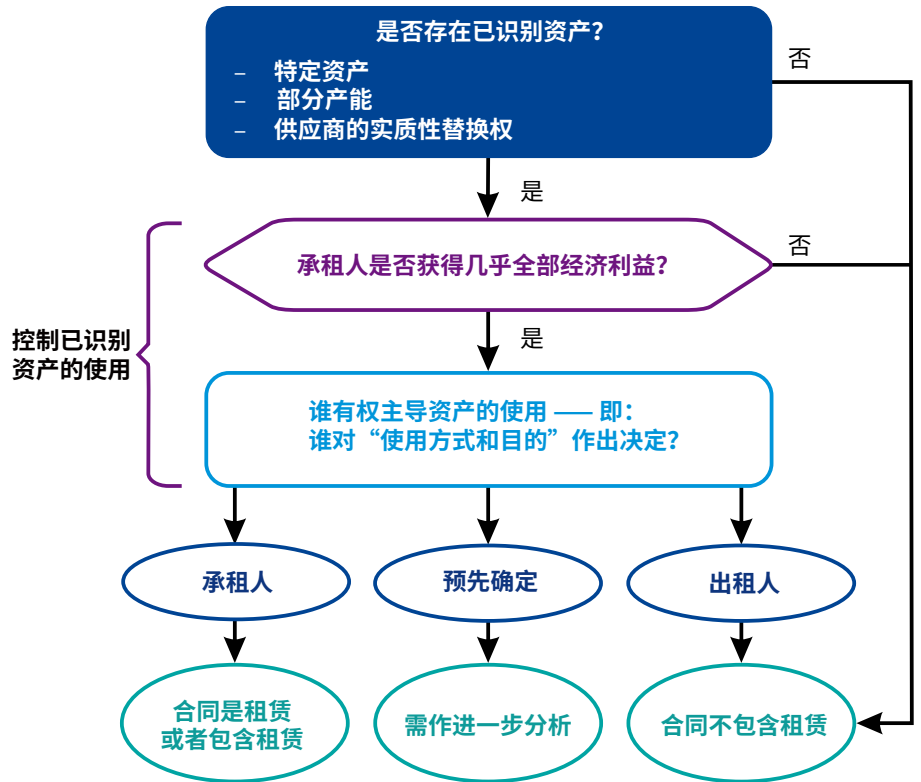 是否存在已识别资产？
– 特定资产
– 部分产能
– 供应商的实质性替换权
否
是
承租人是否获得几乎全部经济利益？
否
是
控制已识别
资产的使用
谁有权主导资产的使用 —— 即：
谁对“使用方式和目的”作出决定？
承租人
预先确定
出租人
合同是租赁
或者包含租赁
需作进一步分析
合同不包含租赁